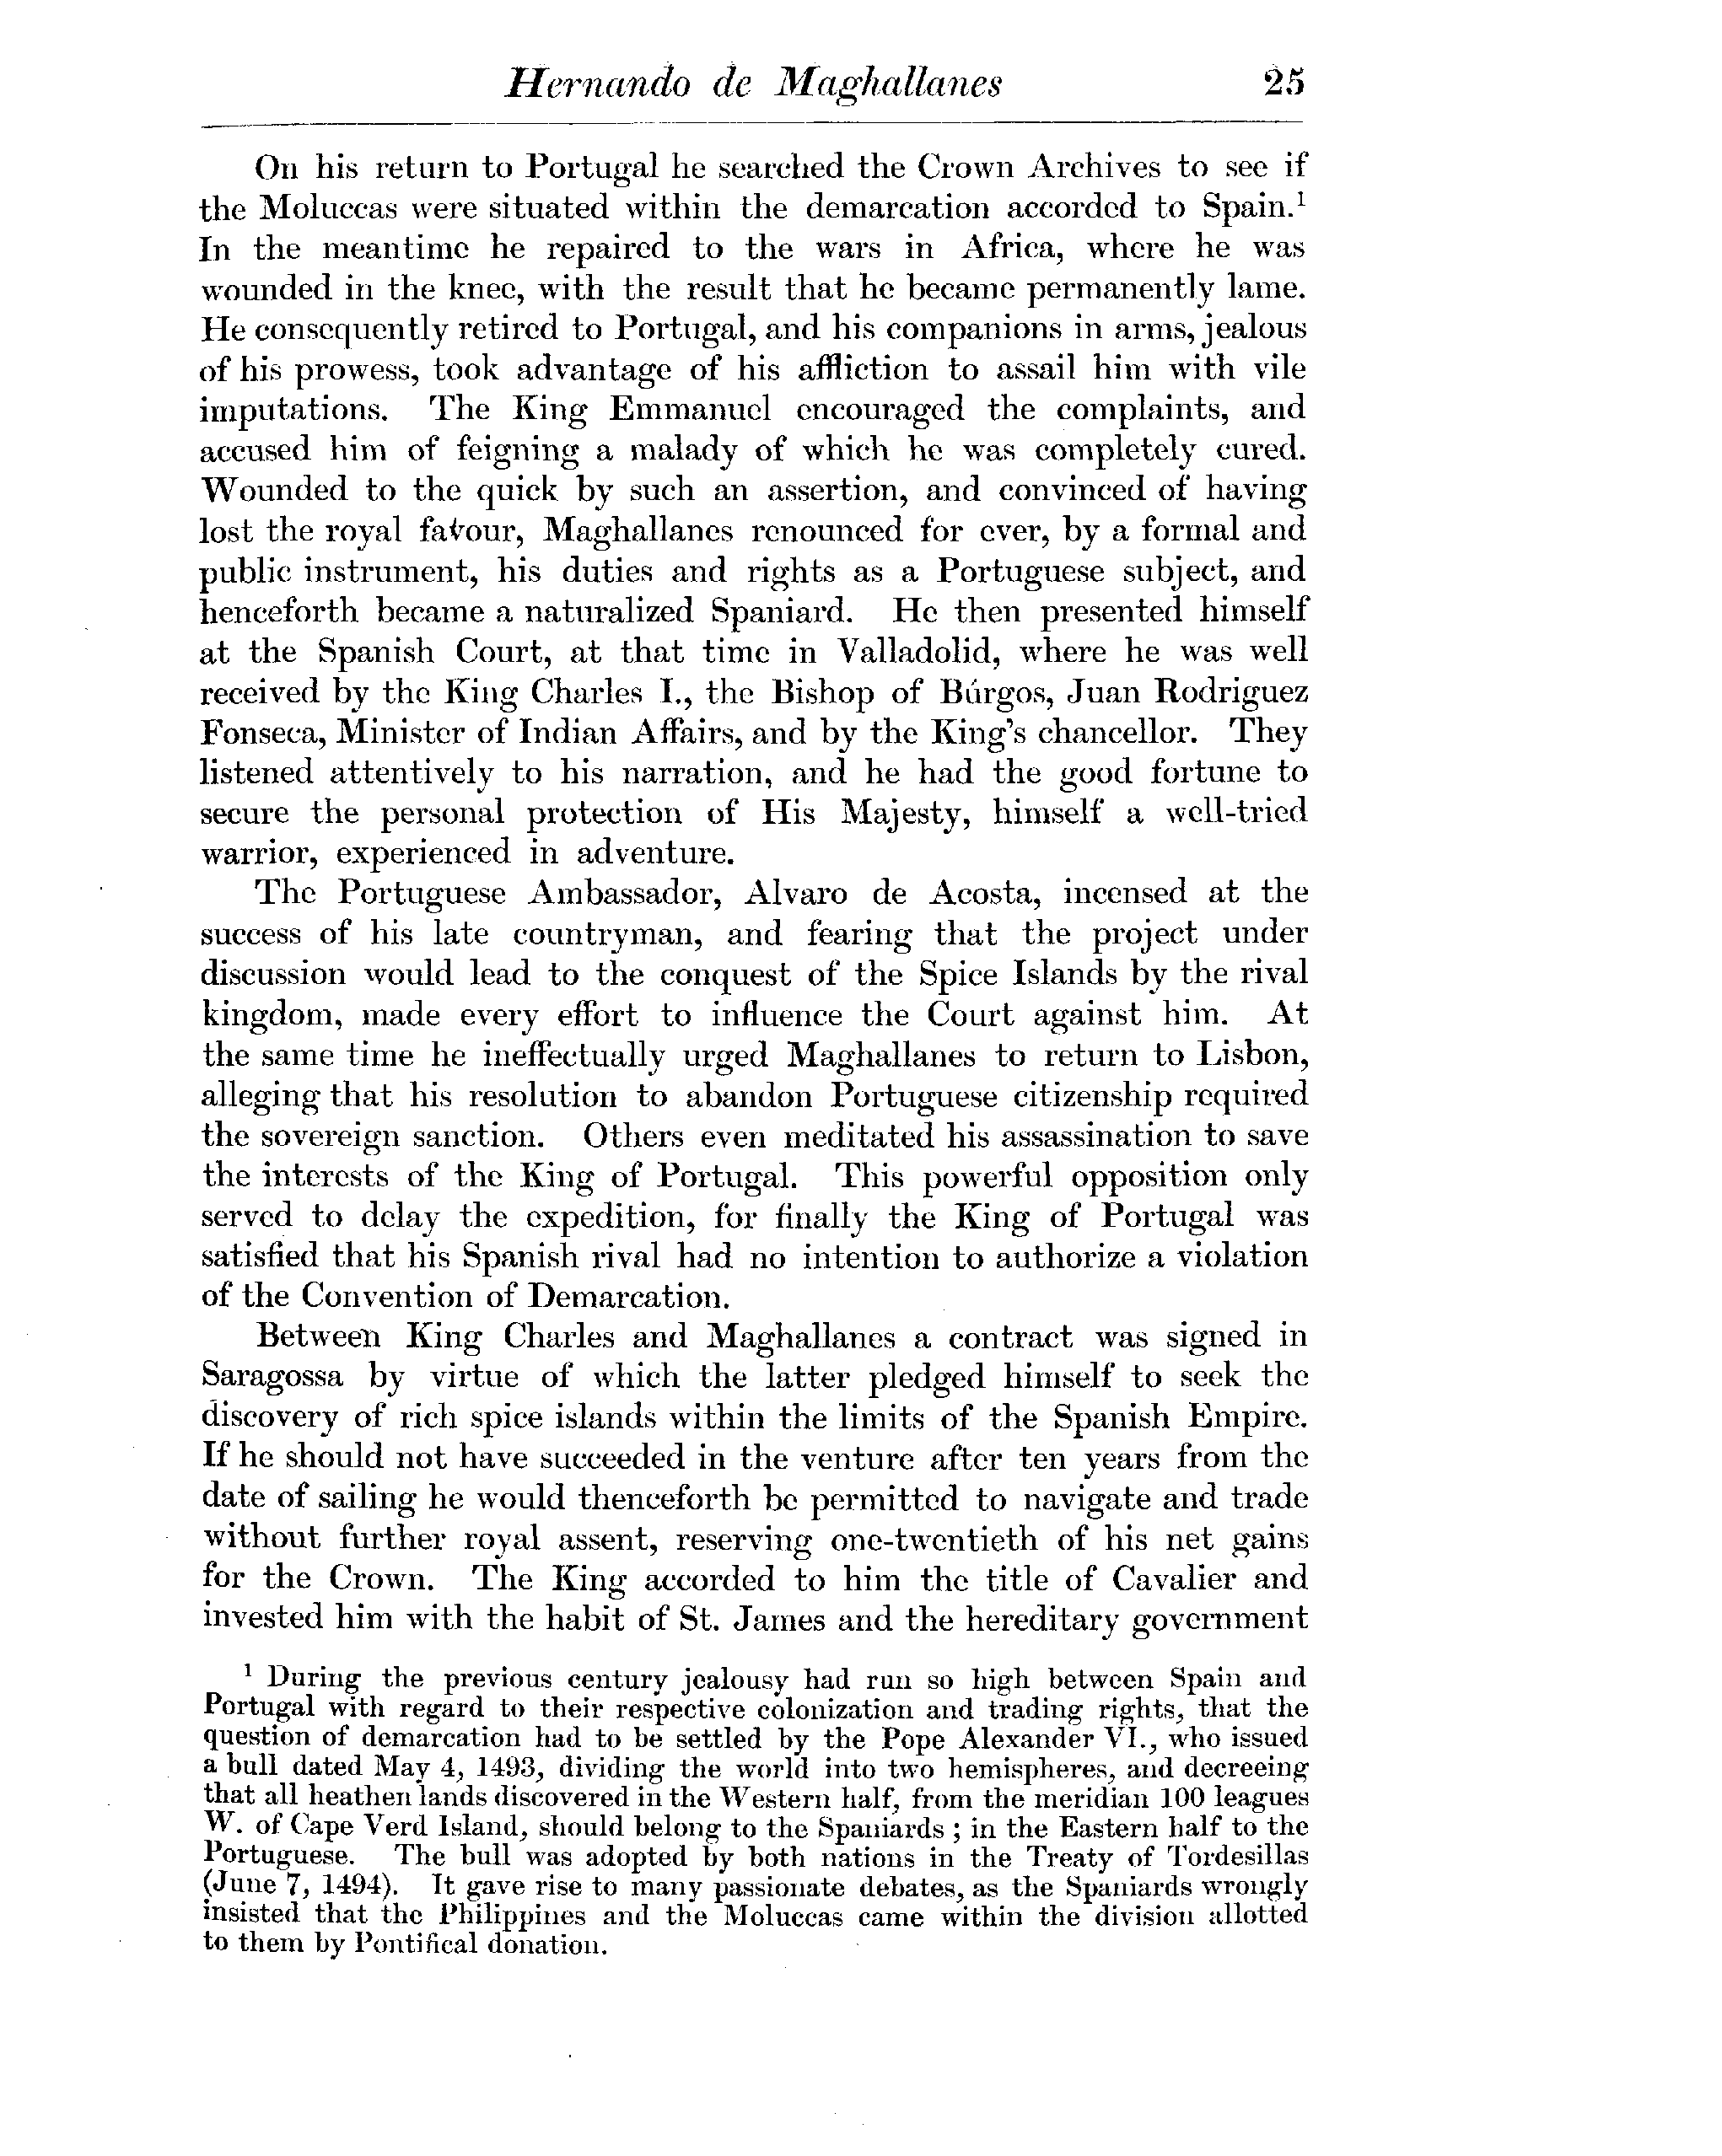 Hernando de Maghallanes 25
On his return to Portugal he searched the Crown Archives to see if
the Moluccas were situated within the demarcation accorded to Spain.¹
In the meantime he repaired to the wars in Africa, where he was
wounded in the knee, with the result that he became permanently lame.
He consequently retired to Portugal, and his companions in arms, jealous
of his prowess, took advantage of his affliction to assail him with vile
imputations. The King Emmanuel encouraged the complaints, and
accused him of feigning a malady of which he was completely cured.
Wounded to the quick by such an assertion, and convinced of having
lost the royal favour, Maghallanes renounced for ever, by a formal and
public instrument, his duties and rights as a Portuguese subject, and
henceforth became a naturalized Spaniard. He then presented himself
at the Spanish Court, at that time in Valladolid, where he was well
received by the King Charles I., the Bishop of Búrgos, Juan Rodriguez
Fonseca, Minister of Indian Affairs, and by the King's chancellor. They
listened attentively to his narration, and he had the good fortune to
secure the personal protection of His Majesty, himself a well-tried
warrior, experienced in adventure.
The Portuguese Ambassador, Alvaro de Acosta, incensed at the
success of his late countryman, and fearing that the project under
discussion would lead to the conquest of the Spice Islands by the rival
kingdom, made every effort to influence the Court against him. At
the same time he ineffectually urged Maghallanes to return to Lisbon,
alleging that his resolution to abandon Portuguese citizenship required
the sovereign sanction. Others even meditated his assassination to save
the interests of the King of Portugal. This powerful opposition only
served to delay the expedition, for finally the King of Portugal was
satisfied that his Spanish rival had no intention to authorize a violation
of the Convention of Demarcation.
Between King Charles and Maghallanes a contract was signed in
Saragossa by virtue of which the latter pledged himself to seek the
discovery of rich spice islands within the limits of the Spanish Empire.
If he should not have succeeded in the venture after ten years from the
date of sailing he would thenceforth be permitted to navigate and trade
without further royal assent, reserving one-twentieth of his net gains
for the Crown. The King accorded to him the title of Cavalier and
invested him with the habit of St. James and the hereditary government
¹ During the previous century jealousy had run so high between Spain and
Portugal with regard to their respective colonization and trading rights, that the
question of demarcation had to be settled by the Pope Alexander VI., who issued
a bull dated May 4, 1493, dividing the world into two hemispheres, and decreeing
that all heathen lands discovered in the Western half, from the meridian 100 leagues
W. of Cape Verd Island, should belong to the Spaniards ; in the Eastern half to the
Portuguese. The bull was adopted by both nations in the Treaty of Tordesillas
(June 7, 1494). It gave rise to many passionate debates, as the Spaniards wrongly
insisted that the Philippines and the Moluccas came within the division allotted
to them by Pontifical donation.